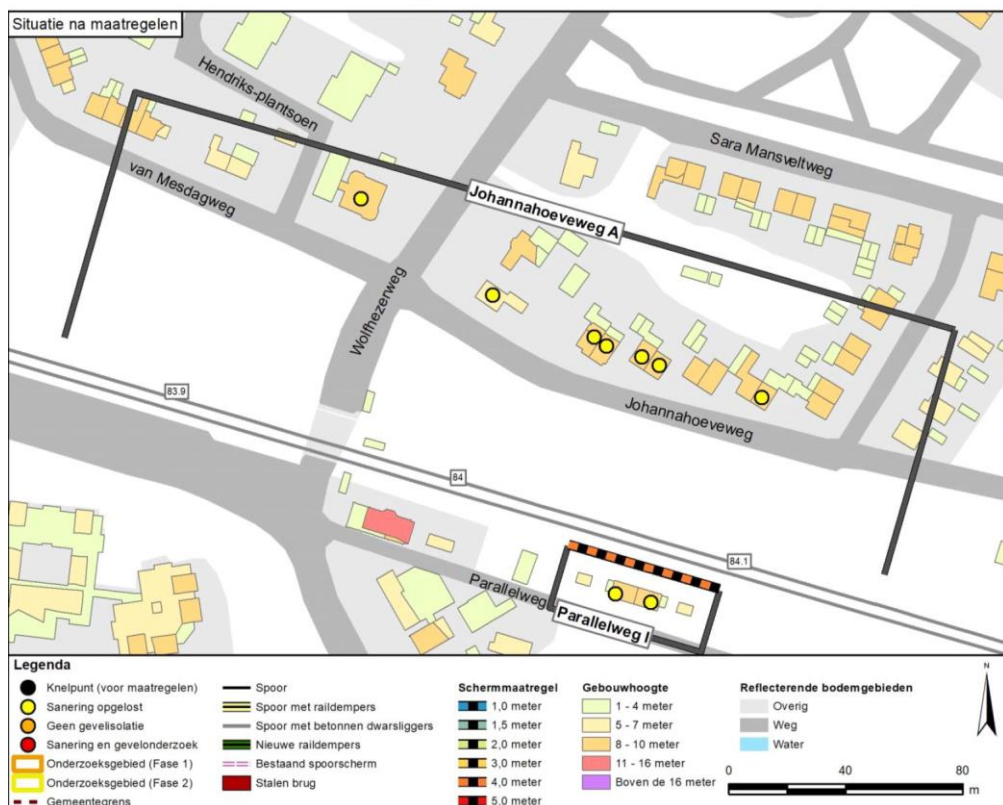 Situatie na maatregelen
Hendriks-plantsoen
Sara Mansveltweg
van Mesdagweg
Johannahoeveweg A
Wolfhezerweg
Johannahoeveweg
83.9
84
84.1
Parallelweg
Parallelweg I
Legenda
Knelpunt (voor maatregelen)
Sanering opgelost
Geen gevelisolatie
Sanering en gevelonderzoek
Onderzoeksgebied (Fase 1)
Onderzoeksgebied (Fase 2)
Gemeentegrens
Spoor
Spoor met raildempers
Spoor met betonnen dwarsliggers
Nieuwe raildempers
Bestaand spoorscherm
Stalen brug
Schermmaatregel
1,0 meter
1,5 meter
2,0 meter
3,0 meter
4,0 meter
5,0 meter
Gebouwhoogte
1 - 4 meter
5 - 7 meter
8 - 10 meter
11 - 16 meter
Boven de 16 meter
Reflecterende bodemgebieden
Overig
Weg
Water
N
0 40 80
m